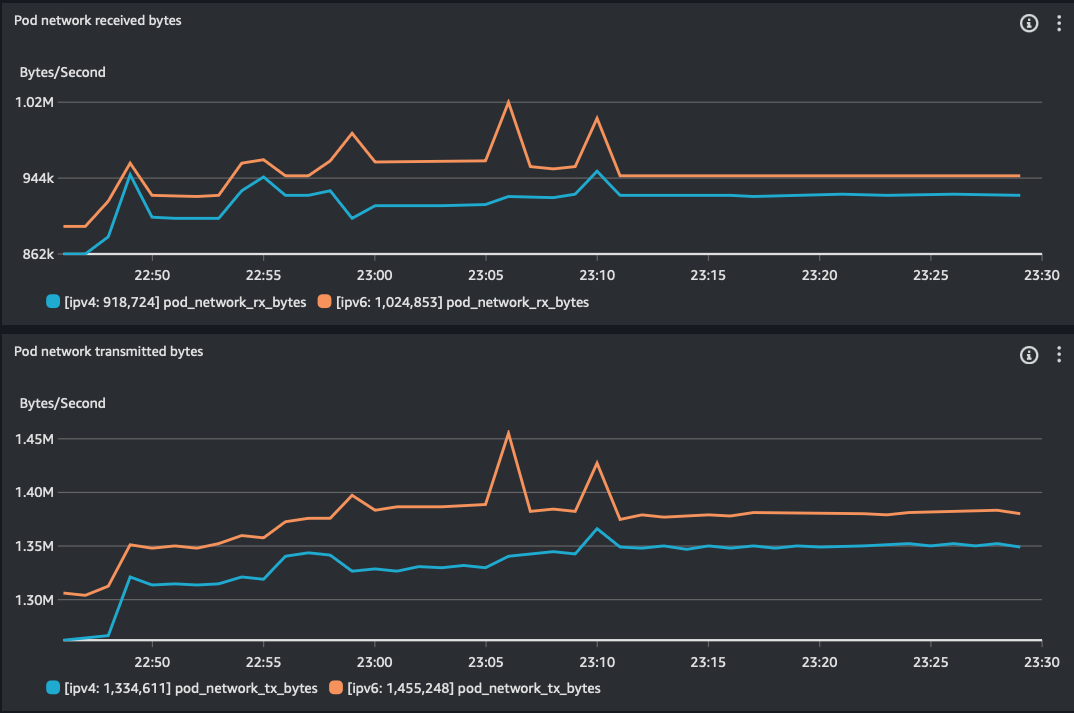 Pod network received bytes
Bytes/Second
1.02M
944k
862k
22:50 22:55 23:00 23:05 23:10 23:15 23:20 23:25 23:30
[ipv4: 918,724] pod_network_rx_bytes [ipv6: 1,024,853] pod_network_rx_bytes
Pod network transmitted bytes
Bytes/Second
1.45M
1.40M
1.35M
1.30M
22:50 22:55 23:00 23:05 23:10 23:15 23:20 23:25 23:30
[ipv4: 1,334,611] pod_network_tx_bytes [ipv6: 1,455,248] pod_network_tx_bytes